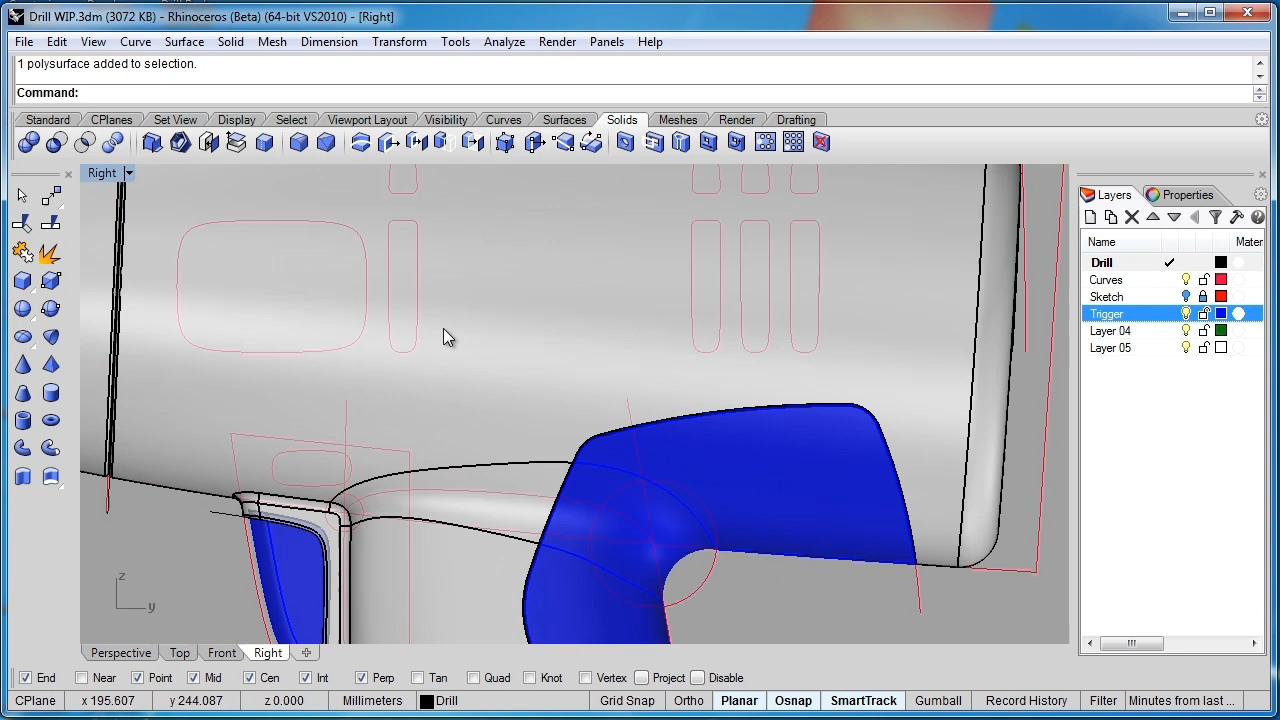 Drill WIP.3dm (3072 KB) - Rhinoceros (Beta) (64-bit VS2010) - [Right]
File Edit View Curve Surface Solid Mesh Dimension Transform Tools Analyze Render Panels Help
1 polysurface added to selection.
Command:
Standard CPlanes Set View Display Select Viewport Layout Visibility Curves Surfaces Solids Meshes Render Drafting
Right
Layers Properties
Name Mater
Drill
Curves
Sketch
Trigger
Layer 04
Layer 05
z
y
Perspective Top Front Right
End Near Point Mid Cen Int Perp Tan Quad Knot Vertex Project Disable
CPlane x 195.607 y 244.087 z 0.000 Millimeters Drill Grid Snap Ortho Planar Osnap SmartTrack Gumball Record History Filter Minutes from last ...